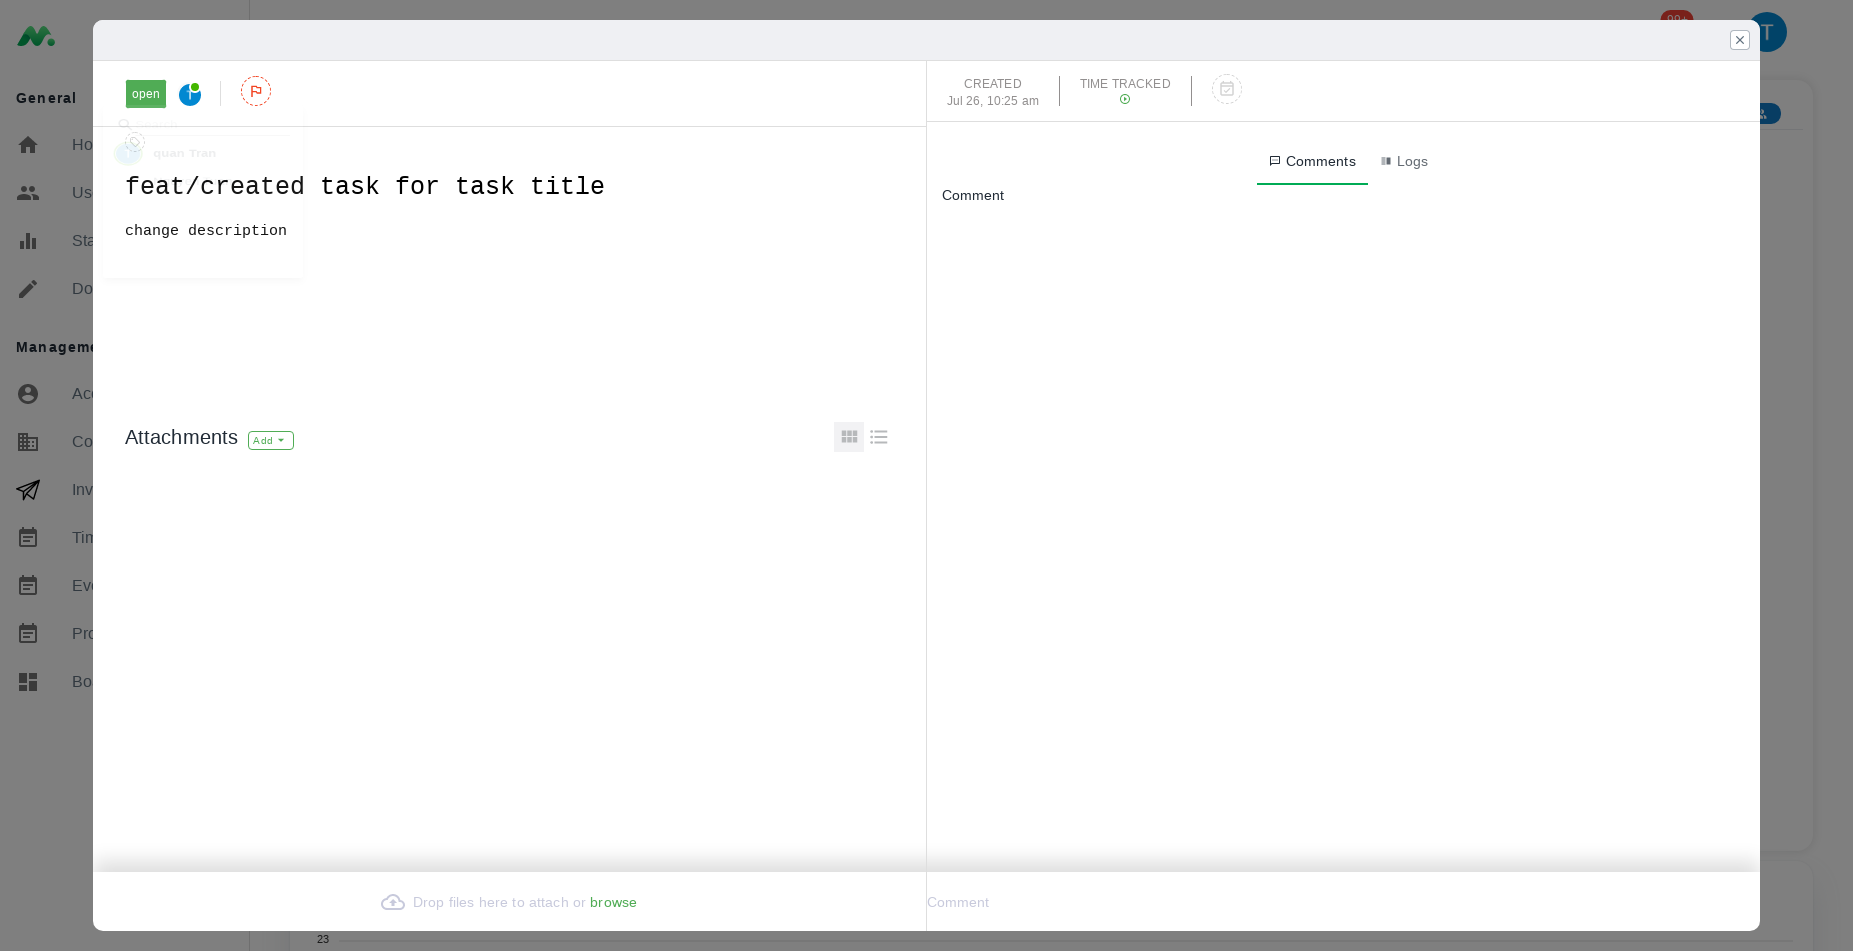 99+
T
General
Ho
Use
Sta
Do
Manageme
Acc
Co
Inv
Tim
Eve
Pro
Bo
open
T
quan Tran
feat/created task for task title
change description
Attachments
Add
Drop files here to attach or browse
CREATED
Jul 26, 10:25 am
TIME TRACKED
Comments
Logs
Comment
Comment
23